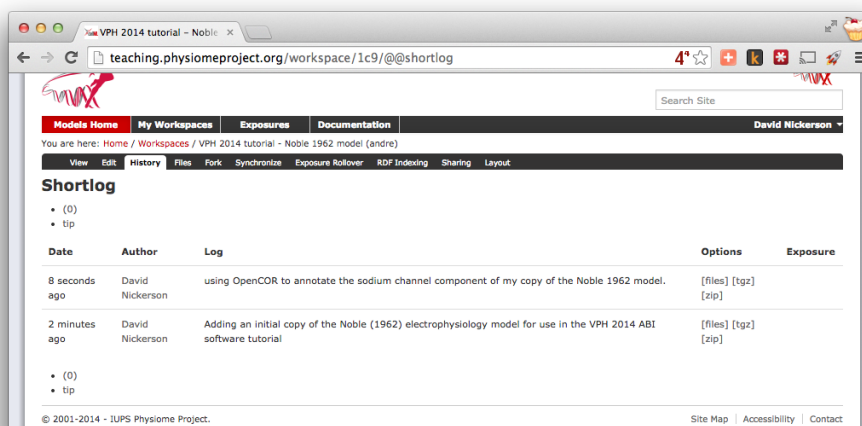 VPH 2014 tutorial – Noble
teaching.physiomeproject.org/workspace/1c9/@@shortlog
Search Site
Models Home My Workspaces Exposures Documentation David Nickerson
You are here: Home / Workspaces / VPH 2014 tutorial - Noble 1962 model (andre)
View Edit History Files Fork Synchronize Exposure Rollover RDF Indexing Sharing Layout
Shortlog
• (0)
• tip
Date Author Log Options Exposure
8 seconds David using OpenCOR to annotate the sodium channel component of my copy of the Noble 1962 model. [files] [tgz]
ago Nickerson [zip]
2 minutes David Adding an initial copy of the Noble (1962) electrophysiology model for use in the VPH 2014 ABI [files] [tgz]
ago Nickerson software tutorial [zip]
• (0)
• tip
© 2001-2014 - IUPS Physiome Project. Site Map Accessibility Contact